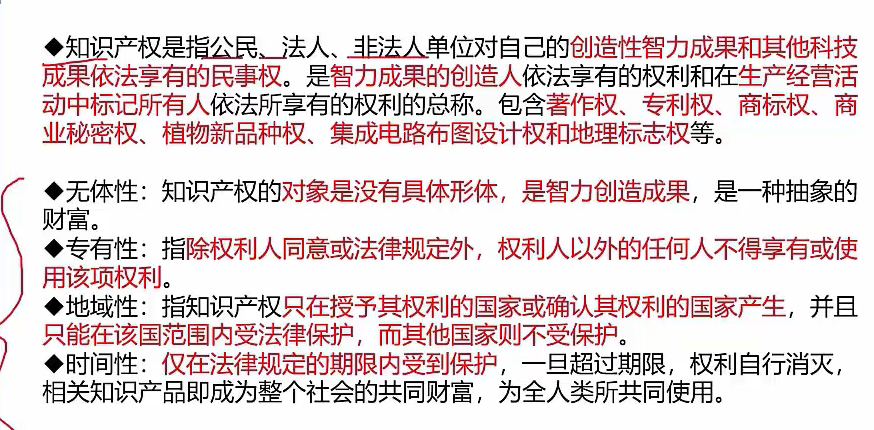 ◆知识产权是指公民、法人、非法人单位对自己的创造性智力成果和其他科技
成果依法享有的民事权。是智力成果的创造人依法享有的权利和在生产经营活
动中标记所有人依法所享有的权利的总称。包含著作权、专利权、商标权、商
业秘密权、植物新品种权、集成电路布图设计权和地理标志权等。
◆无体性：知识产权的对象是没有具体形体，是智力创造成果，是一种抽象的
财富。
◆专有性：指除权利人同意或法律规定外，权利人以外的任何人不得享有或使
用该项权利。
◆地域性：指知识产权只在授予其权利的国家或确认其权利的国家产生，并且
只能在该国范围内受法律保护，而其他国家则不受保护。
◆时间性：仅在法律规定的期限内受到保护，一旦超过期限，权利自行消灭，
相关知识产品即成为整个社会的共同财富，为全人类所共同使用。